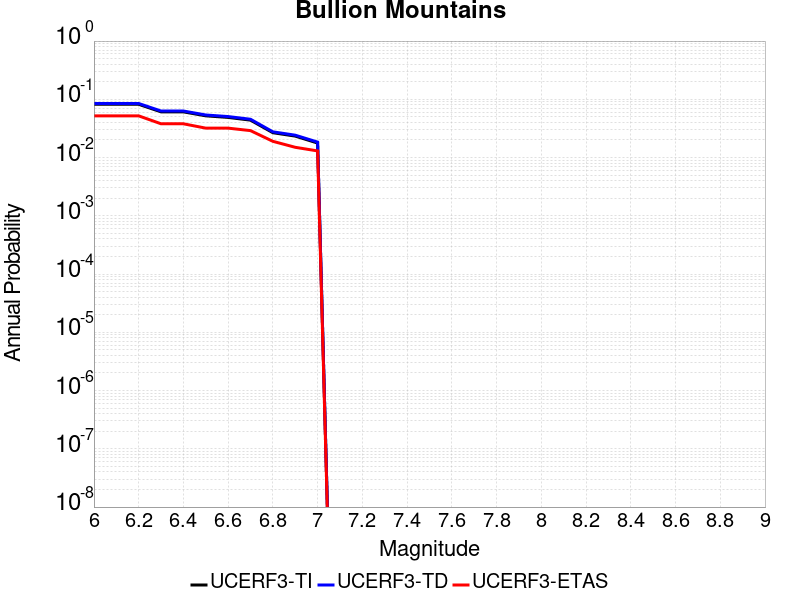 Bullion Mountains
10^0
10^-1
10^-2
10^-3
10^-4
10^-5
10^-6
10^-7
10^-8
Annual Probability
6 6.2 6.4 6.6 6.8 7 7.2 7.4 7.6 7.8 8 8.2 8.4 8.6 8.8 9
Magnitude
UCERF3-TI UCERF3-TD UCERF3-ETAS